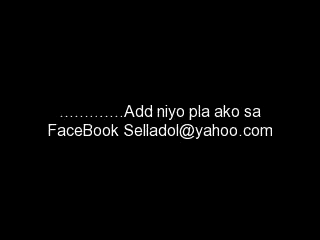 .............Add niyo pla ako sa
FaceBook Selladol@yahoo.com